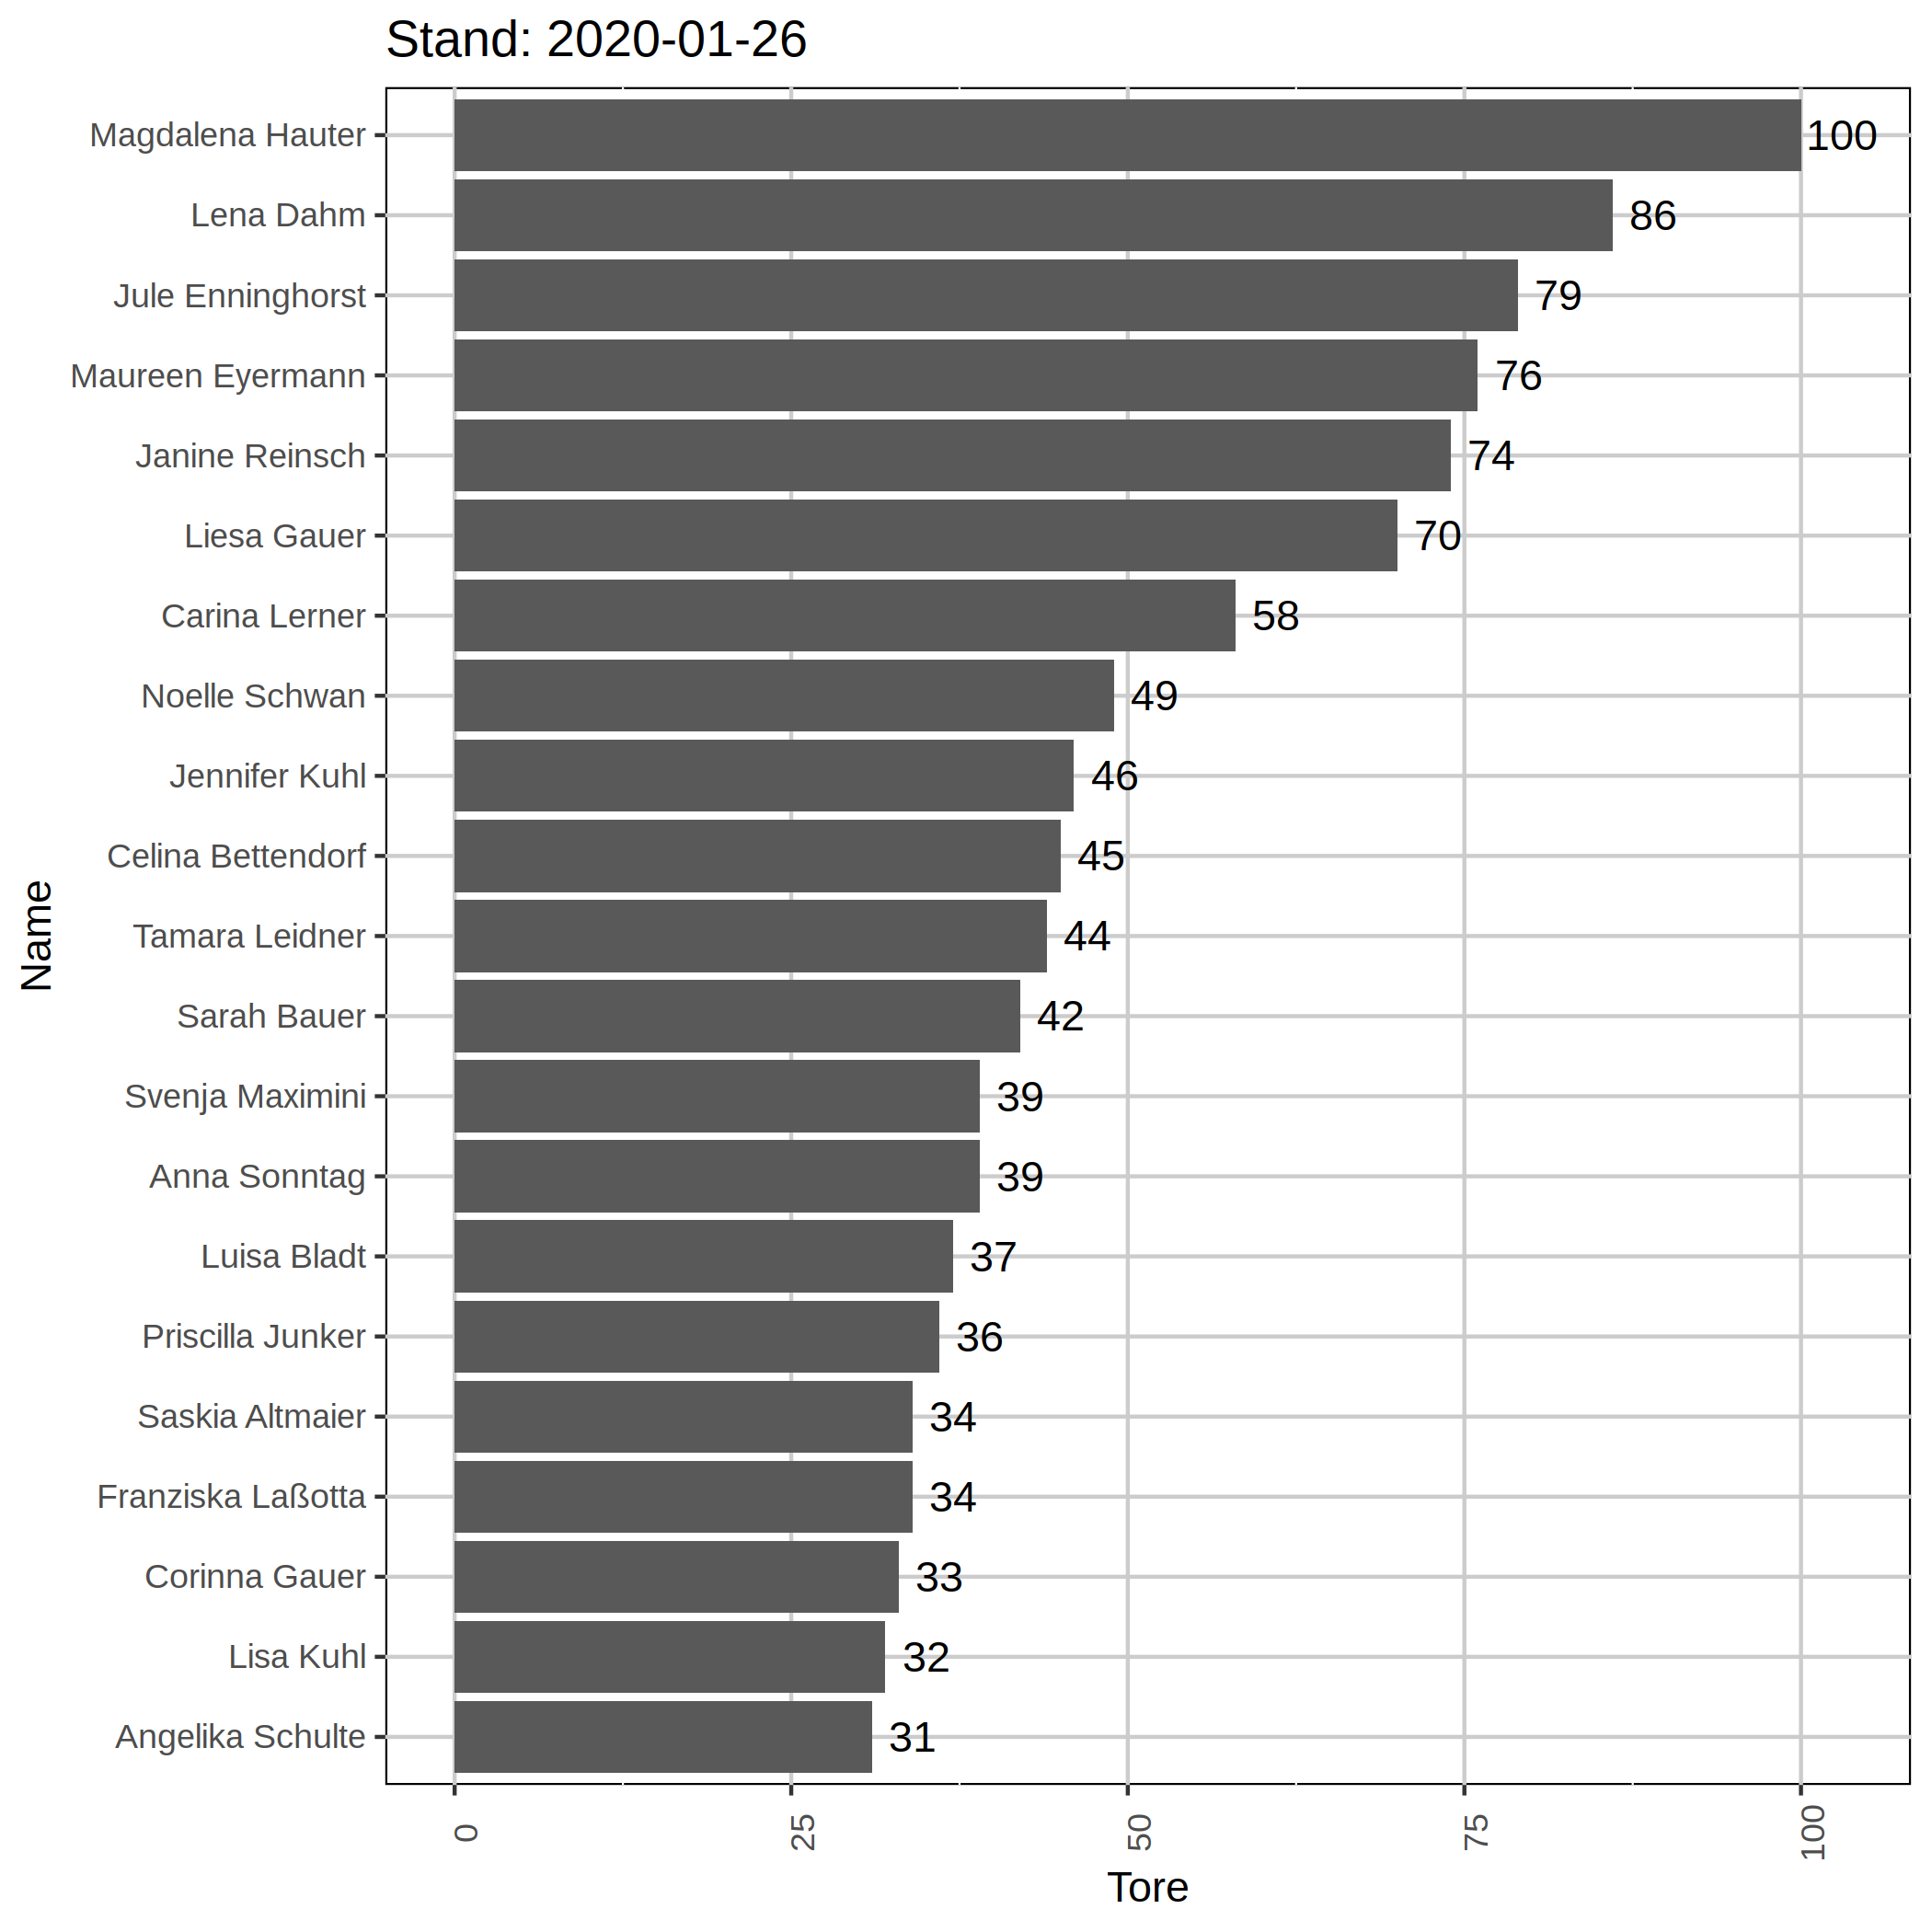 Stand: 2020-01-26
Name
Magdalena Hauter 100
Lena Dahm 86
Jule Enninghorst 79
Maureen Eyermann 76
Janine Reinsch 74
Liesa Gauer 70
Carina Lerner 58
Noelle Schwan 49
Jennifer Kuhl 46
Celina Bettendorf 45
Tamara Leidner 44
Sarah Bauer 42
Svenja Maximini 39
Anna Sonntag 39
Luisa Bladt 37
Priscilla Junker 36
Saskia Altmaier 34
Franziska Laßotta 34
Corinna Gauer 33
Lisa Kuhl 32
Angelika Schulte 31
0 25 50 75 100
Tore